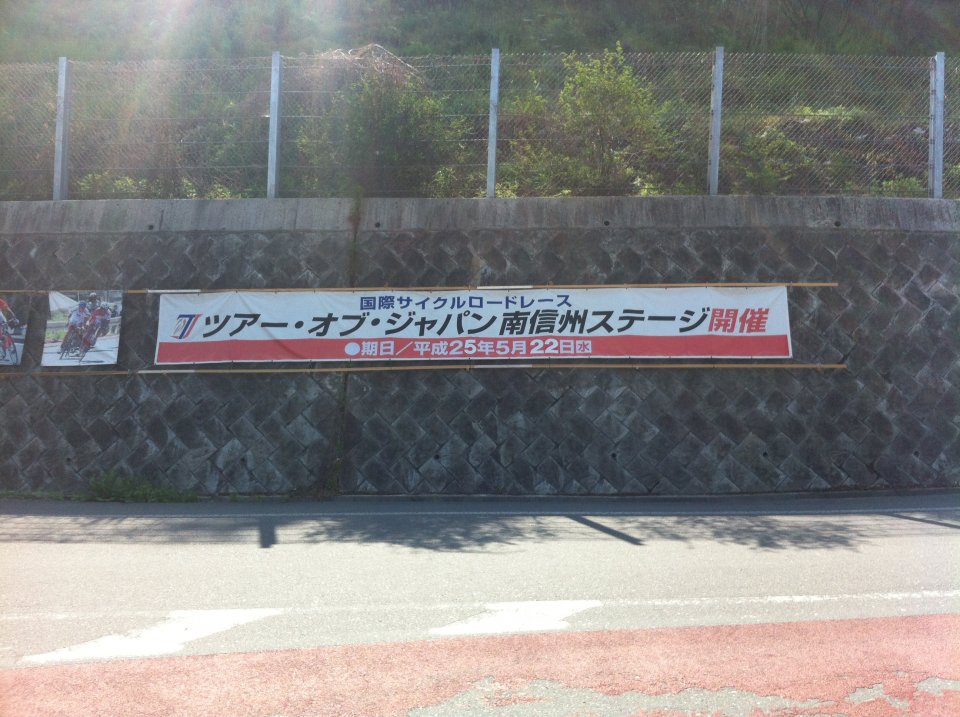 国際サイクルロードレース
ツアー・オブ・ジャパン南信州ステージ開催
●期日／平成25年5月22日水